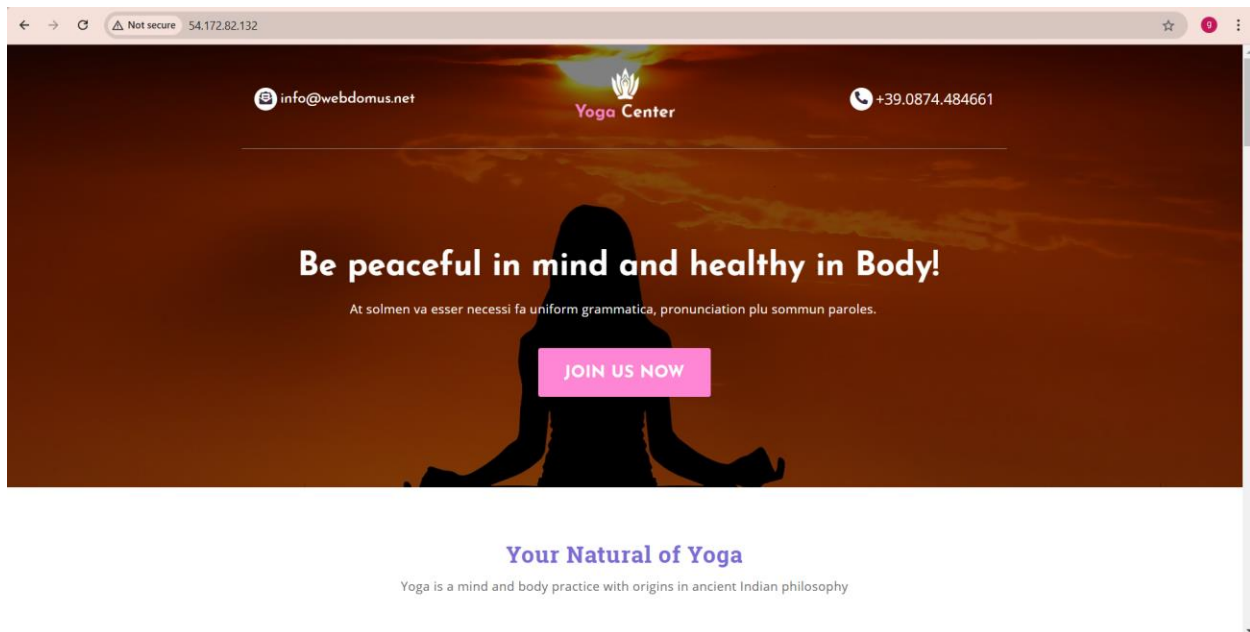 Not secure 54.172.82.132
g
info@webdomus.net
Yoga Center
+39.0874.484661
Be peaceful in mind and healthy in Body!
At solmen va esser necessi fa uniform grammatica, pronunciation plu sommun paroles.
JOIN US NOW
Your Natural of Yoga
Yoga is a mind and body practice with origins in ancient Indian philosophy